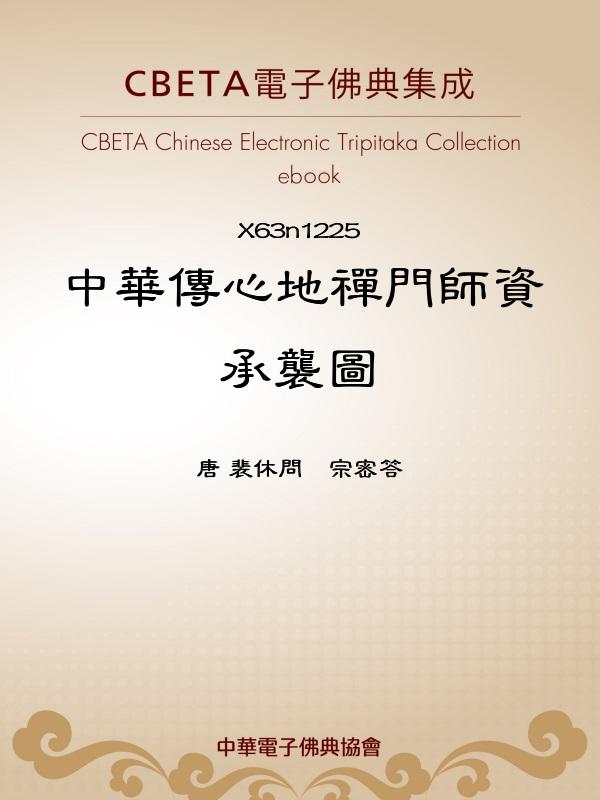 CBETA電子佛典集成
CBETA Chinese Electronic Tripitaka Collection
ebook
X63n1225
中華傳心地禪門師資
承襲圖
唐 裴休問　宗密答
中華電子佛典協會